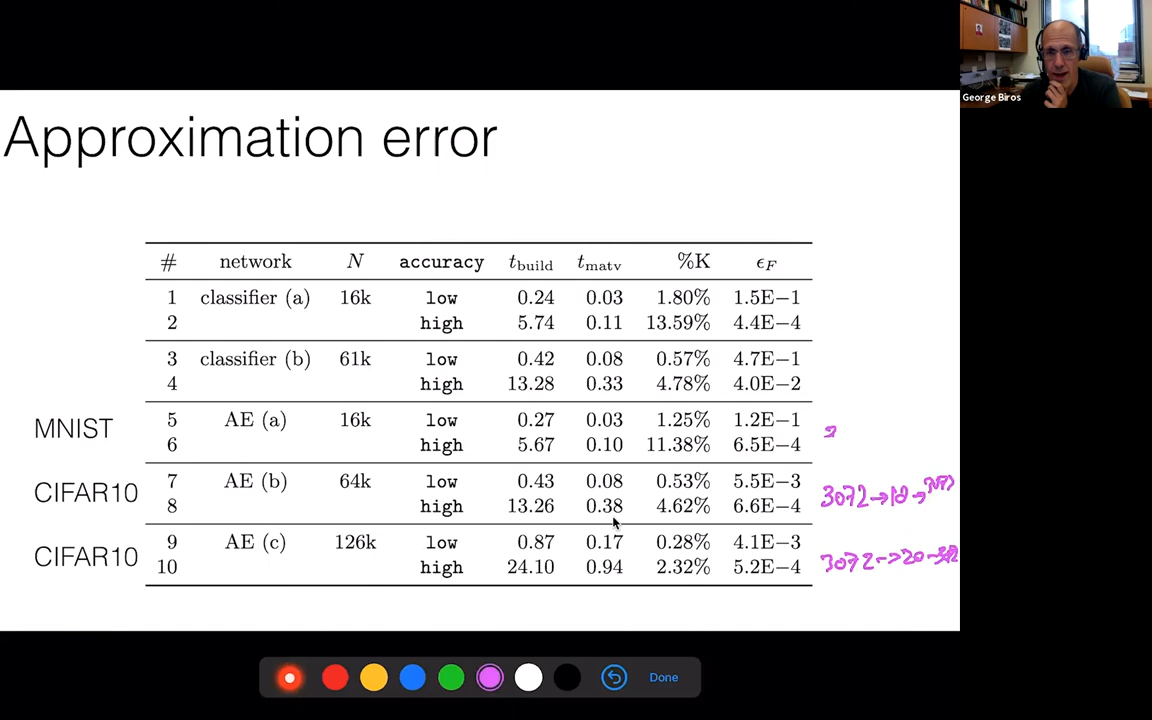 George Biros
Approximation error
# network N accuracy t_build t_matv %K ϵ_F
1 classifier (a) 16k low 0.24 0.03 1.80% 1.5E−1
2 high 5.74 0.11 13.59% 4.4E−4
3 classifier (b) 61k low 0.42 0.08 0.57% 4.7E−1
4 high 13.28 0.33 4.78% 4.0E−2
MNIST
5 AE (a) 16k low 0.27 0.03 1.25% 1.2E−1
6 high 5.67 0.10 11.38% 6.5E−4
CIFAR10
7 AE (b) 64k low 0.43 0.08 0.53% 5.5E−3
8 high 13.26 0.38 4.62% 6.6E−4
3072→10→
CIFAR10
9 AE (c) 126k low 0.87 0.17 0.28% 4.1E−3
10 high 24.10 0.94 2.32% 5.2E−4
3072→20→
Done